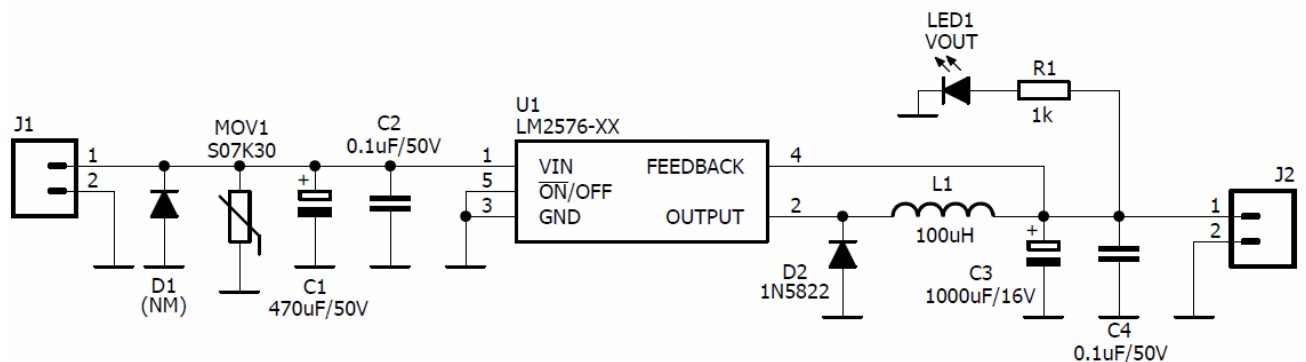 LED1
VOUT
R1
1k
U1
LM2576-XX
J1
MOV1
S07K30
C2
0.1uF/50V
1
2
+
1
5
3
VIN
ON/OFF
GND
FEEDBACK
OUTPUT
4
2
L1
100uH
+
J2
1
2
D1
(NM)
C1
470uF/50V
D2
1N5822
C3
1000uF/16V
C4
0.1uF/50V